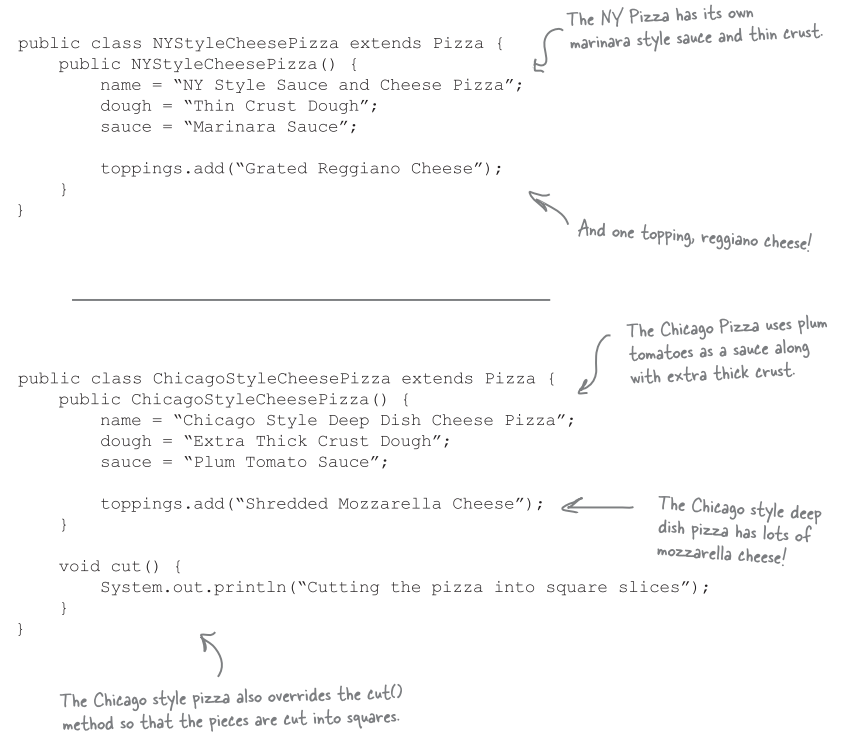 The NY Pizza has its own
marinara style sauce and thin crust.
public class NYStyleCheesePizza extends Pizza {
    public NYStyleCheesePizza() {
        name = “NY Style Sauce and Cheese Pizza”;
        dough = “Thin Crust Dough”;
        sauce = “Marinara Sauce”;
        toppings.add(“Grated Reggiano Cheese”);
    }
}
And one topping, reggiano cheese!
The Chicago Pizza uses plum
tomatoes as a sauce along
with extra thick crust.
public class ChicagoStyleCheesePizza extends Pizza {
    public ChicagoStyleCheesePizza() {
        name = “Chicago Style Deep Dish Cheese Pizza”;
        dough = “Extra Thick Crust Dough”;
        sauce = “Plum Tomato Sauce”;
        toppings.add(“Shredded Mozzarella Cheese”);
    }
The Chicago style deep
dish pizza has lots of
mozzarella cheese!
    void cut() {
        System.out.println(“Cutting the pizza into square slices”);
    }
}
The Chicago style pizza also overrides the cut()
method so that the pieces are cut into squares.